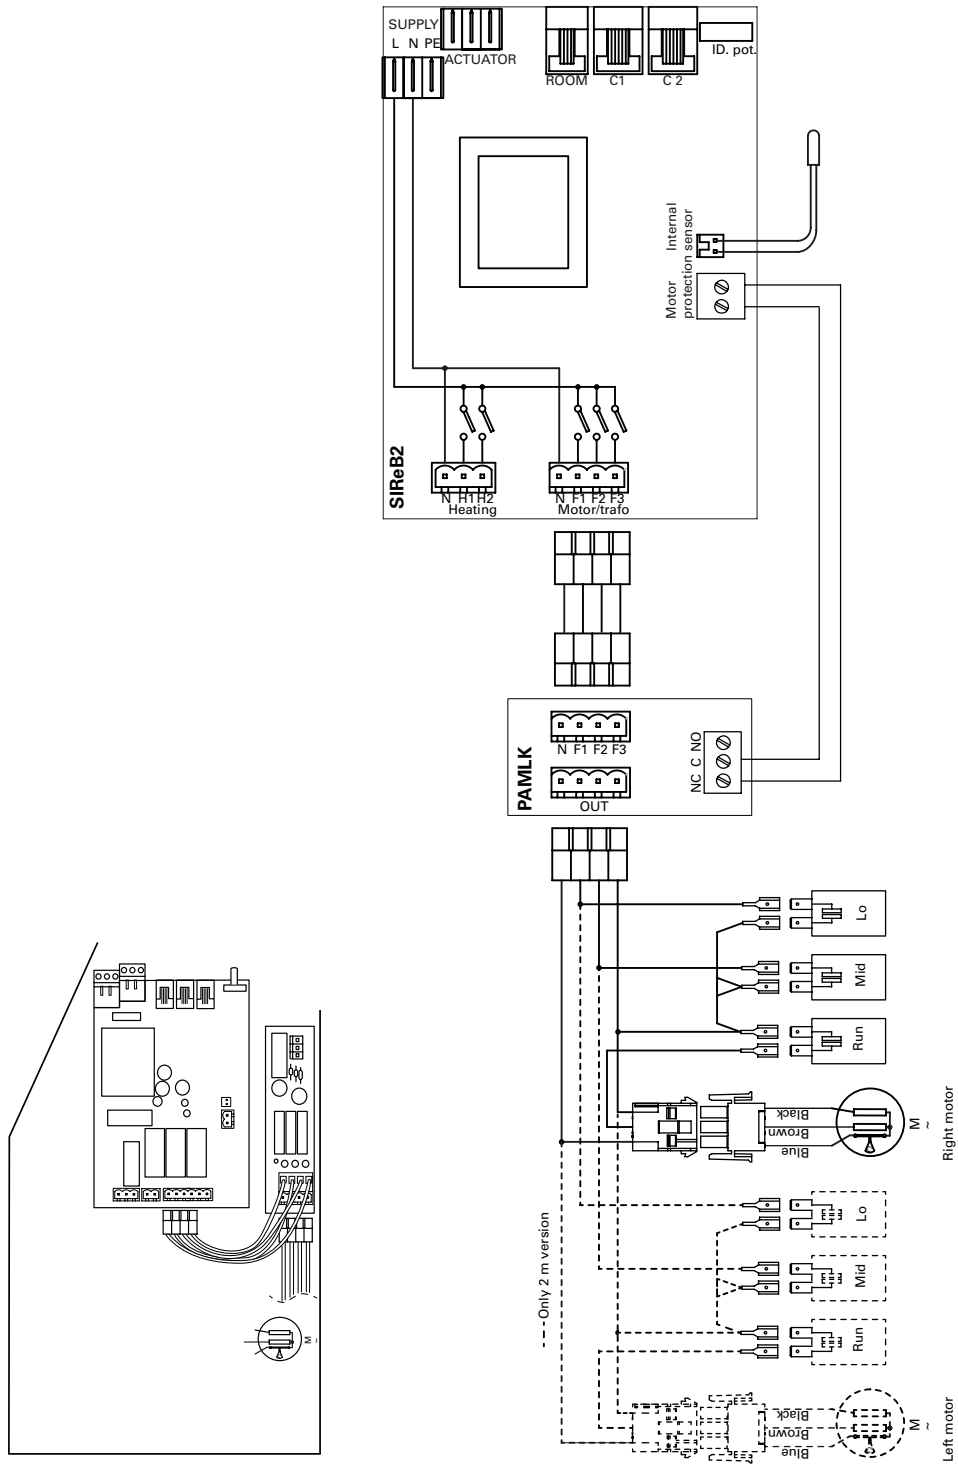 SUPPLY
L N PE
ACTUATOR
ROOM
C1
C 2
ID. pot.
Internal
Motor
protection sensor
SIReB2
N H1 H2
Heating
N F1 F2 F3
Motor/trafo
PAMLK
N F1 F2 F3
OUT
NC C NO
Lo
Mid
Run
Black
Brown
Blue
M
~
Right motor
--- Only 2 m version
Lo
Mid
Run
Black
Brown
Blue
M
~
Left motor
M
~